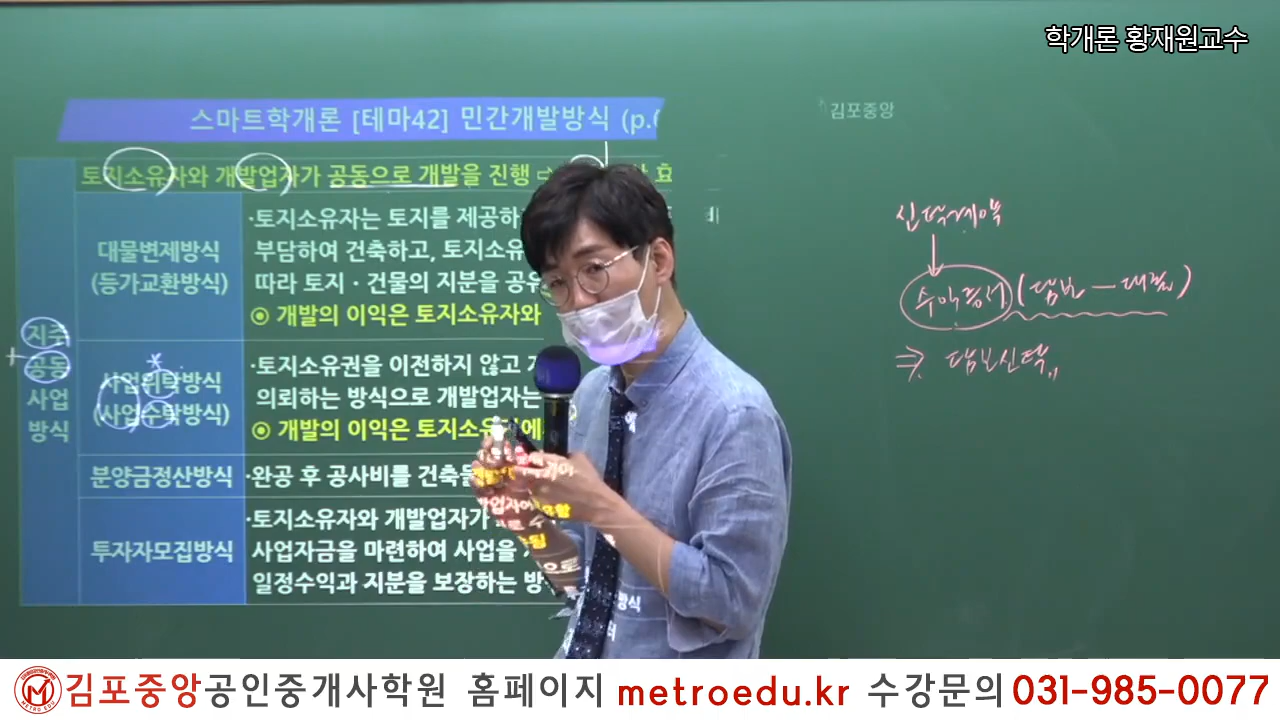 학개론 황재원교수
스마트학개론 [테마42] 민간개발방식 (p.6
김포중앙
토지소유자와 개발업자가 공동으로 개발을 진행 ⇨
대물변제방식
(등가교환방식)
·토지소유자는 토지를 제공하
부담하여 건축하고, 토지소유
따라 토지·건물의 지분을 공유
◉ 개발의 이익은 토지소유자와
지주
공동
사업
방식
사업위탁방식
(사업수탁방식)
·토지소유권을 이전하지 않고
의뢰하는 방식으로 개발업자는
◉ 개발의 이익은 토지소유
분양금정산방식
·완공 후 공사비를 건축물
투자자모집방식
·토지소유자와 개발업자가
사업자금을 마련하여 사업을
일정수익과 지분을 보장하는 방
신탁계약
수익증서 (담보 – 대출)
⇒ 담보신탁
김포중앙공인중개사학원 홈페이지 metroedu.kr 수강문의 031-985-0077